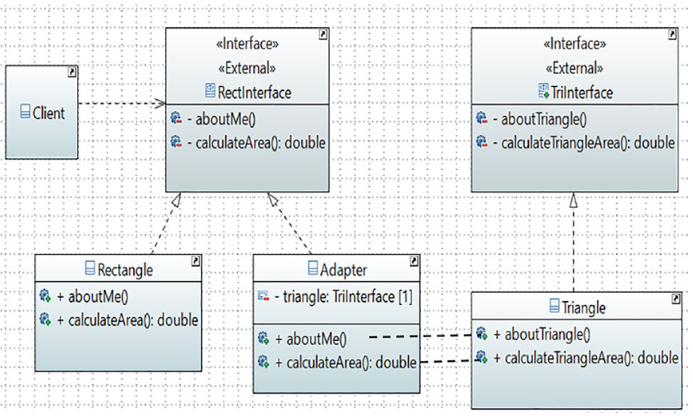 Client
«Interface»
«External»
RectInterface
- aboutMe()
- calculateArea(): double
«Interface»
«External»
TriInterface
- aboutTriangle()
- calculateTriangleArea(): double
Rectangle
+ aboutMe()
+ calculateArea(): double
Adapter
- triangle: TriInterface [1]
+ aboutMe()
+ calculateArea(): double
Triangle
+ aboutTriangle()
+ calculateTriangleArea(): double